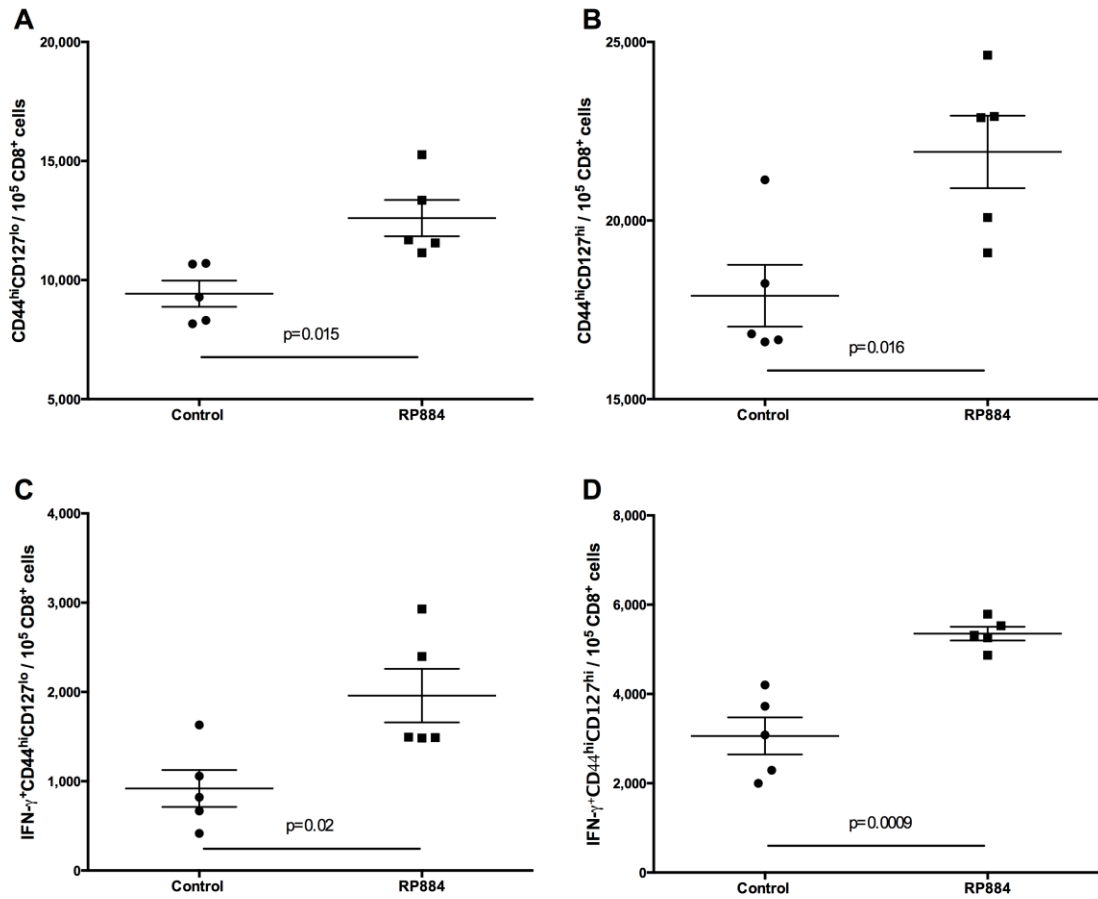 A
20,000
15,000
10,000
5,000
CD44ʰⁱCD127ˡᵒ / 10⁵ CD8⁺ cells
p=0.015
Control RP884
B
25,000
20,000
15,000
CD44ʰⁱCD127ʰⁱ / 10⁵ CD8⁺ cells
p=0.016
Control RP884
C
4,000
3,000
2,000
1,000
0
IFN-γ⁺CD44ʰⁱCD127ˡᵒ / 10⁵ CD8⁺ cells
p=0.02
Control RP884
D
8,000
6,000
4,000
2,000
0
IFN-γ⁺CD44ʰⁱCD127ʰⁱ / 10⁵ CD8⁺ cells
p=0.0009
Control RP884